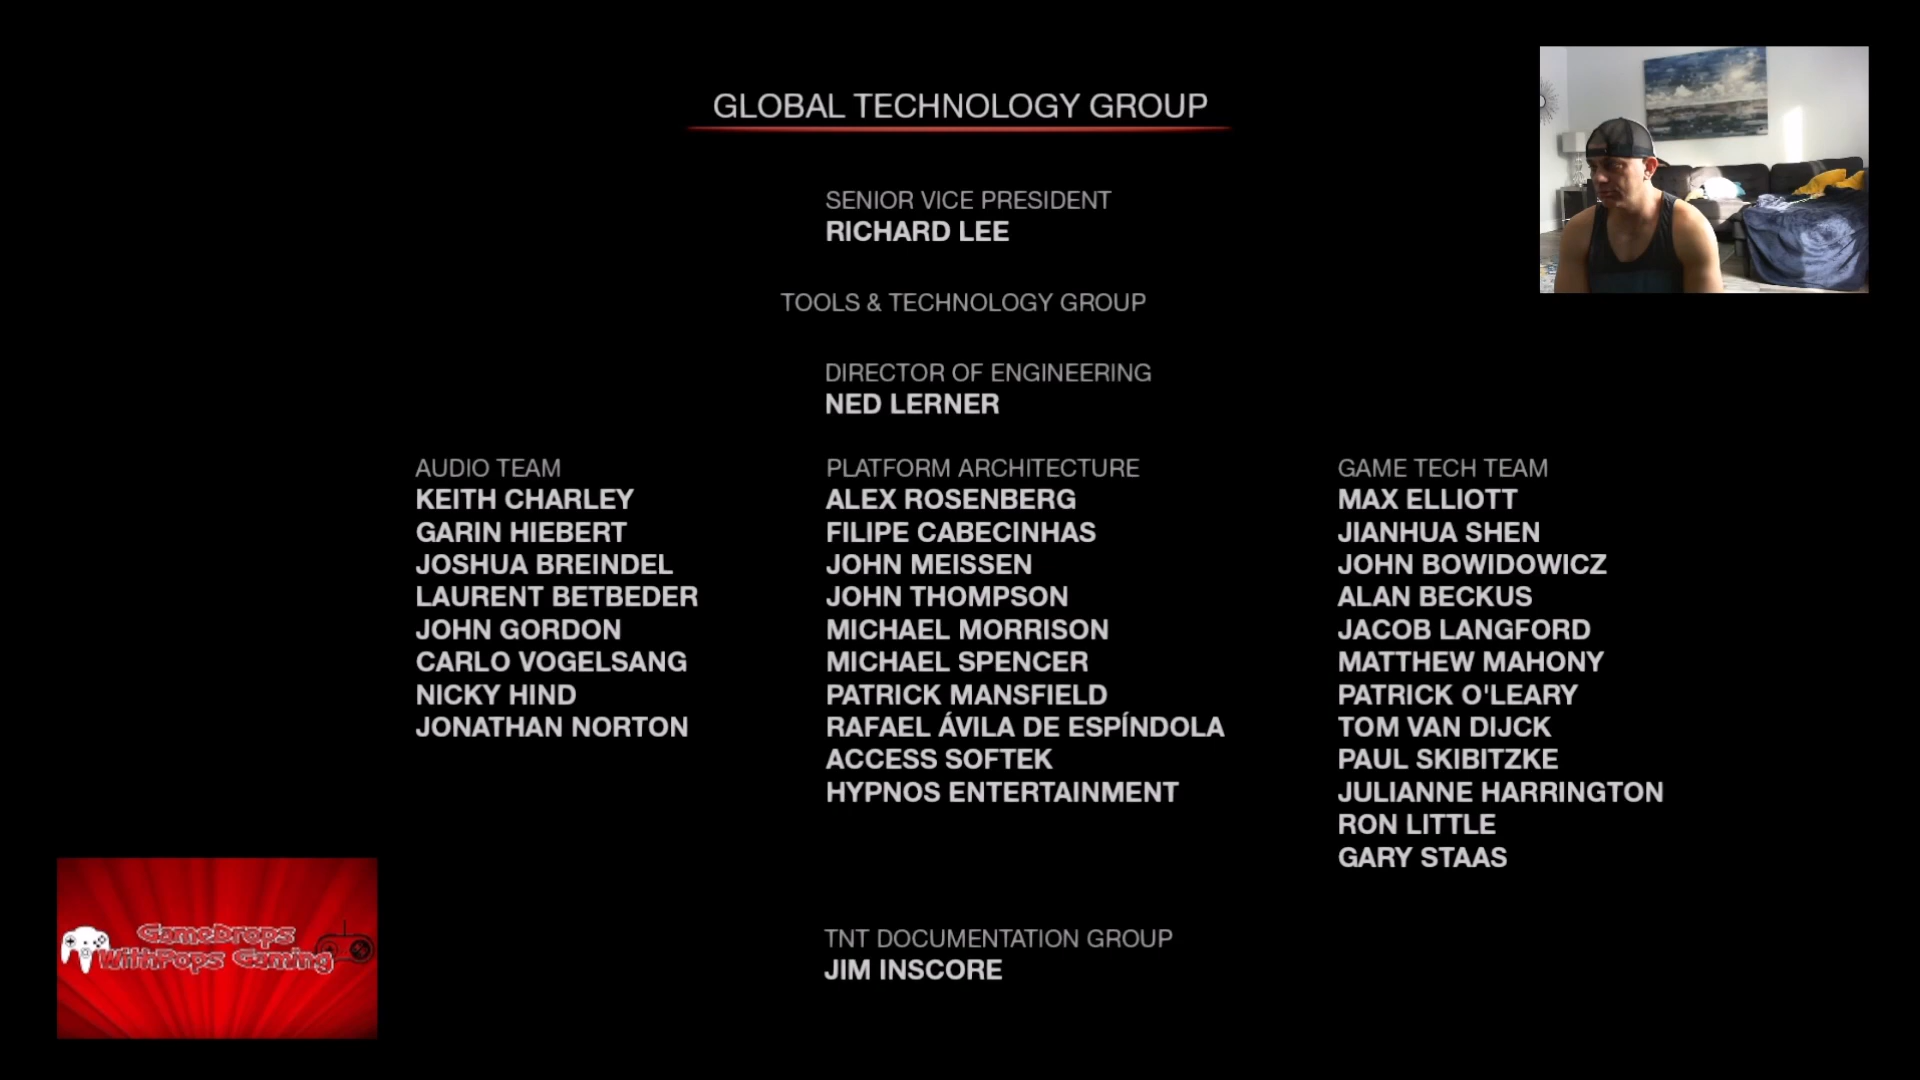 GLOBAL TECHNOLOGY GROUP
SENIOR VICE PRESIDENT
RICHARD LEE
TOOLS & TECHNOLOGY GROUP
DIRECTOR OF ENGINEERING
NED LERNER
AUDIO TEAM
KEITH CHARLEY
GARIN HIEBERT
JOSHUA BREINDEL
LAURENT BETBEDER
JOHN GORDON
CARLO VOGELSANG
NICKY HIND
JONATHAN NORTON
PLATFORM ARCHITECTURE
ALEX ROSENBERG
FILIPE CABECINHAS
JOHN MEISSEN
JOHN THOMPSON
MICHAEL MORRISON
MICHAEL SPENCER
PATRICK MANSFIELD
RAFAEL ÁVILA DE ESPÍNDOLA
ACCESS SOFTEK
HYPNOS ENTERTAINMENT
GAME TECH TEAM
MAX ELLIOTT
JIANHUA SHEN
JOHN BOWIDOWICZ
ALAN BECKUS
JACOB LANGFORD
MATTHEW MAHONY
PATRICK O'LEARY
TOM VAN DIJCK
PAUL SKIBITZKE
JULIANNE HARRINGTON
RON LITTLE
GARY STAAS
TNT DOCUMENTATION GROUP
JIM INSCORE
GameDrops
WithPops Gaming